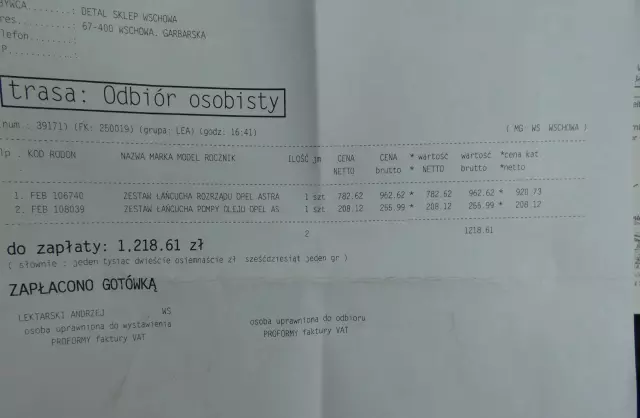 BYWCA.........: DETAL SKLEP WSCHOWA
res.........: 67-400 WSCHOWA, GARBARSKA
lefon........:
P...........:
trasa: Odbiór osobisty
num.: 39171) (FK: 250019) (grupa: LEA) (godz: 16:41) ( MG: WS WSCHOWA )
lp . KOD RODON NAZWA MARKA MODEL ROCZNIK ILOŚĆ jm CENA NETTO CENA brutto * * wartość NETTO wartość brutto *cena kat *netto
1. FEB 106740 ZESTAW ŁAŃCUCHA ROZRZĄDU OPEL ASTRA 1 szt 782.62 962.62 * 782.62 962.62 * 920.73
2. FEB 108039 ZESTAW ŁAŃCUCHA POMPY OLEJU OPEL AS 1 szt 208.12 255.99 * 208.12 255.99 * 208.12
2 1218.61
do zapłaty: 1,218.61 zł
( słownie : jeden tysiąc dwieście osiemnaście zł sześćdziesiąt jeden gr )
ZAPŁACONO GOTÓWKĄ
LEKTARSKI ANDRZEJ , WS
osoba uprawniona do wystawienia osoba uprawniona do odbioru
PROFORMY faktury VAT PROFORMY faktury VAT